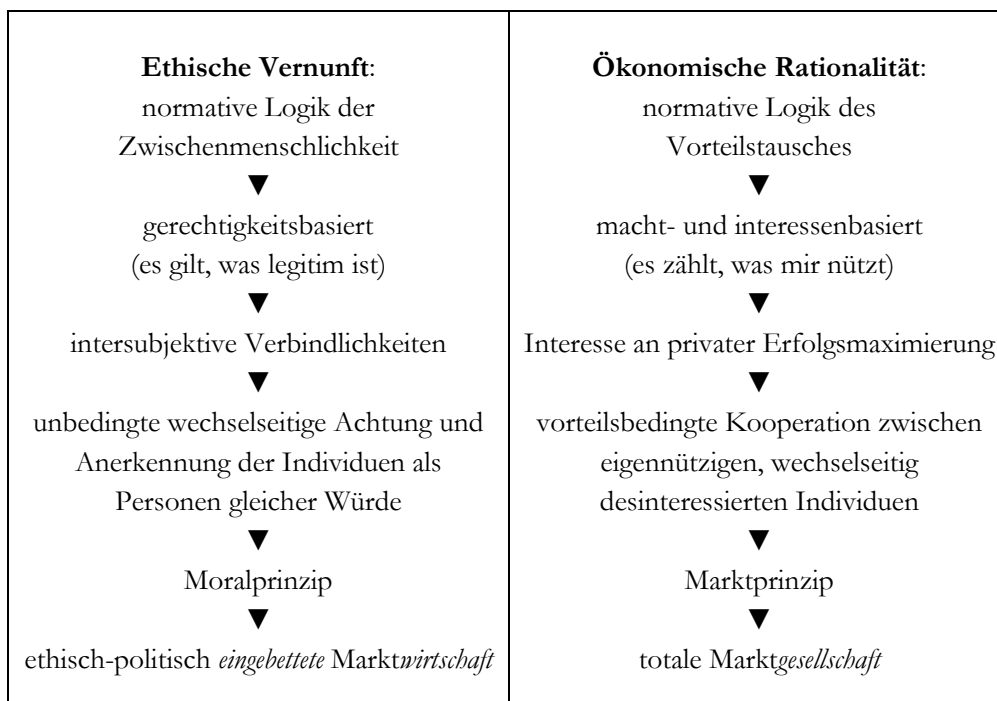 Ethische Vernunft:
normative Logik der
Zwischenmenschlichkeit
▼
gerechtigkeitsbasiert
(es gilt, was legitim ist)
▼
intersubjektive Verbindlichkeiten
▼
unbedingte wechselseitige Achtung und
Anerkennung der Individuen als
Personen gleicher Würde
▼
Moralprinzip
▼
ethisch-politisch eingebettete Marktwirtschaft
Ökonomische Rationalität:
normative Logik des
Vorteilstausches
▼
macht- und interessenbasiert
(es zählt, was mir nützt)
▼
Interesse an privater Erfolgsmaximierung
▼
vorteilsbedingte Kooperation zwischen
eigennützigen, wechselseitig
desinteressierten Individuen
▼
Marktprinzip
▼
totale Marktgesellschaft